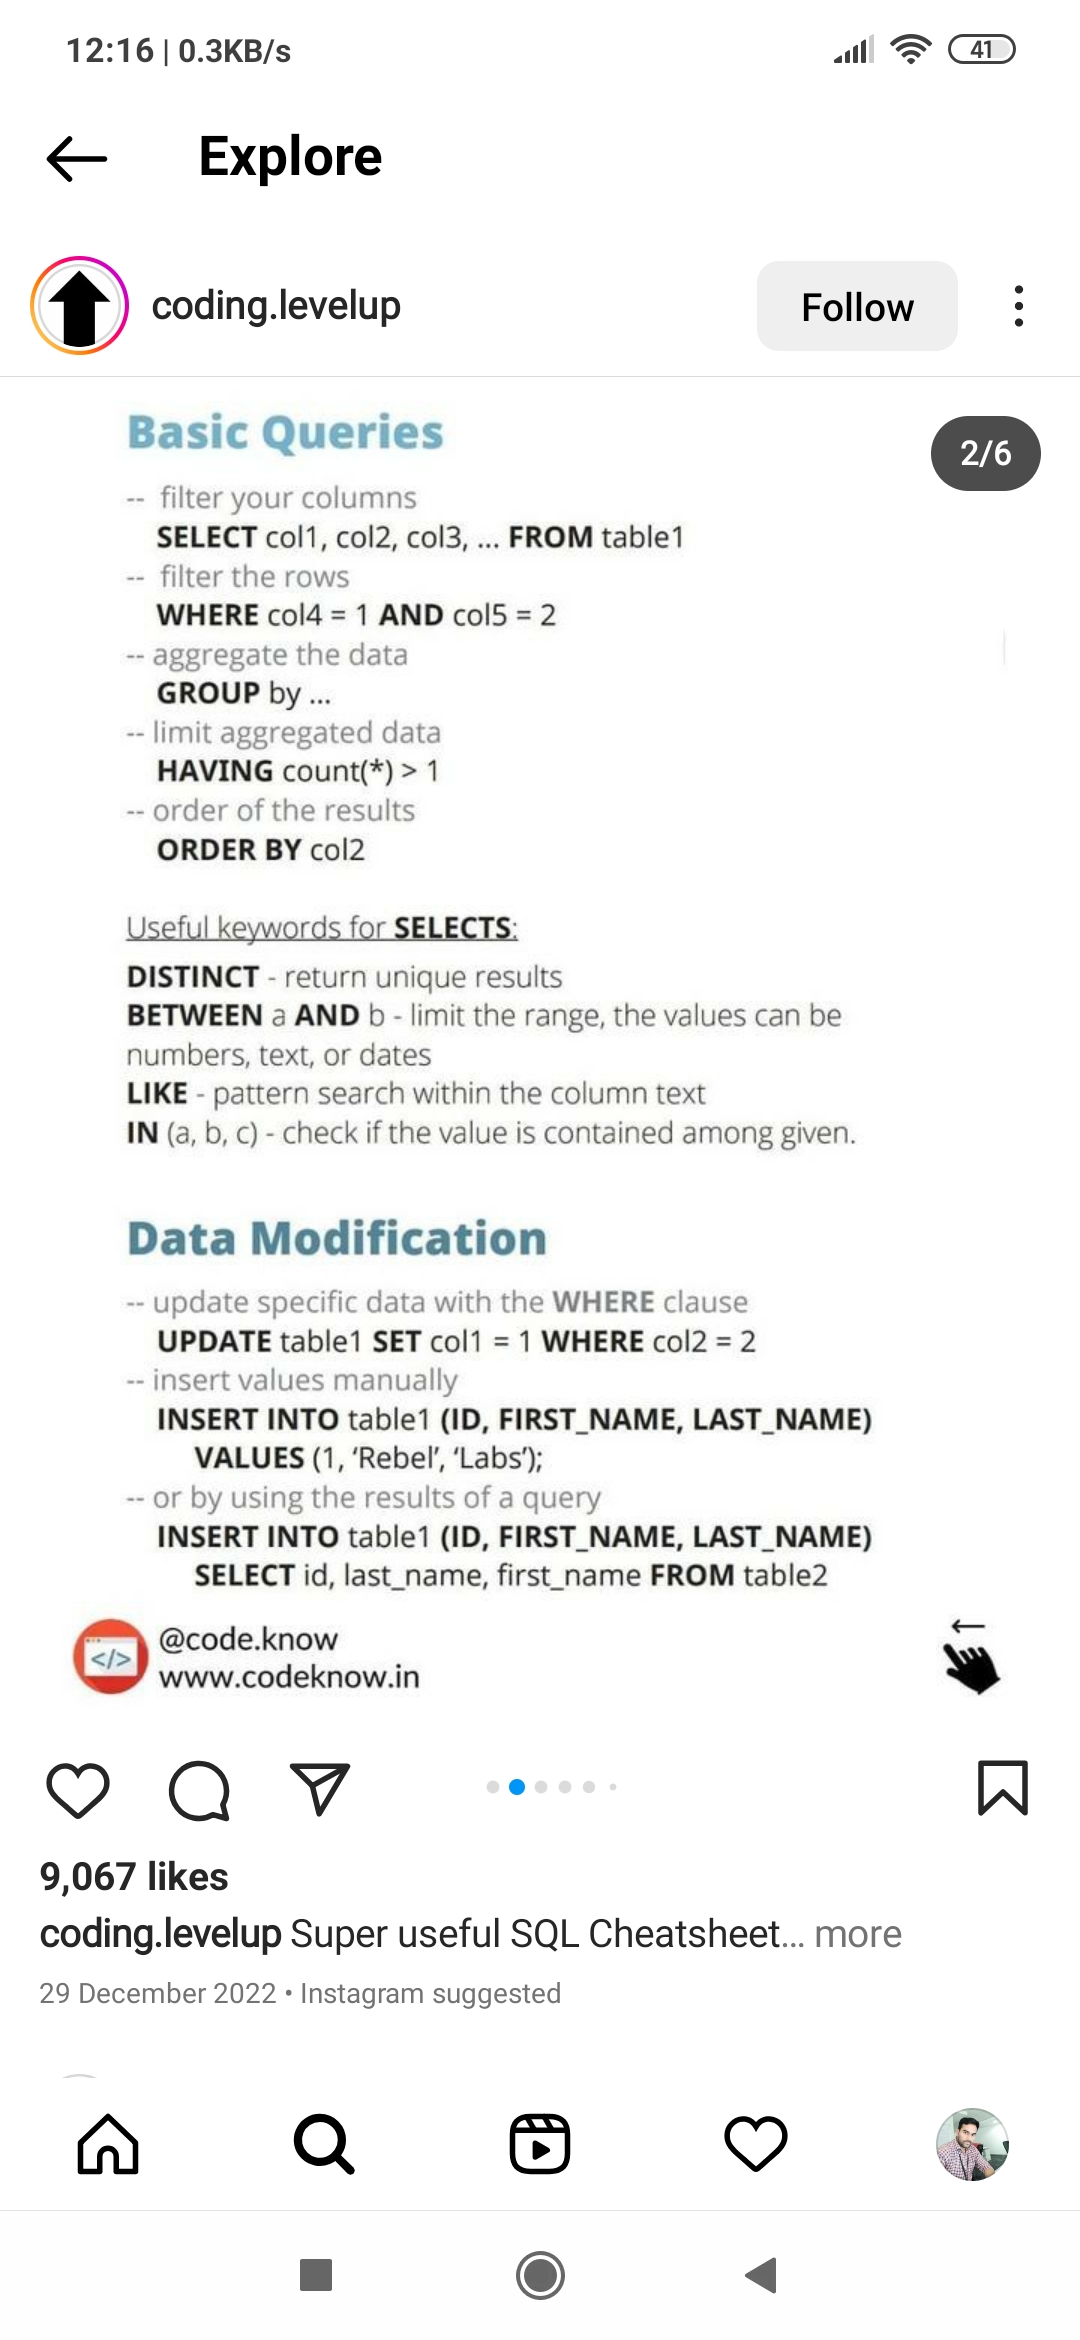 12:16 | 0.3KB/s
41
Explore
coding.levelup
Follow
2/6
Basic Queries
-- filter your columns
SELECT col1, col2, col3, ... FROM table1
-- filter the rows
WHERE col4 = 1 AND col5 = 2
-- aggregate the data
GROUP by ...
-- limit aggregated data
HAVING count(*) > 1
-- order of the results
ORDER BY col2
Useful keywords for SELECTS:
DISTINCT - return unique results
BETWEEN a AND b - limit the range, the values can be
numbers, text, or dates
LIKE - pattern search within the column text
IN (a, b, c) - check if the value is contained among given.
Data Modification
-- update specific data with the WHERE clause
UPDATE table1 SET col1 = 1 WHERE col2 = 2
-- insert values manually
INSERT INTO table1 (ID, FIRST_NAME, LAST_NAME)
VALUES (1, ‘Rebel’, ‘Labs’);
-- or by using the results of a query
INSERT INTO table1 (ID, FIRST_NAME, LAST_NAME)
SELECT id, last_name, first_name FROM table2
</>
@code.know
www.codeknow.in
9,067 likes
coding.levelup Super useful SQL Cheatsheet... more
29 December 2022 • Instagram suggested